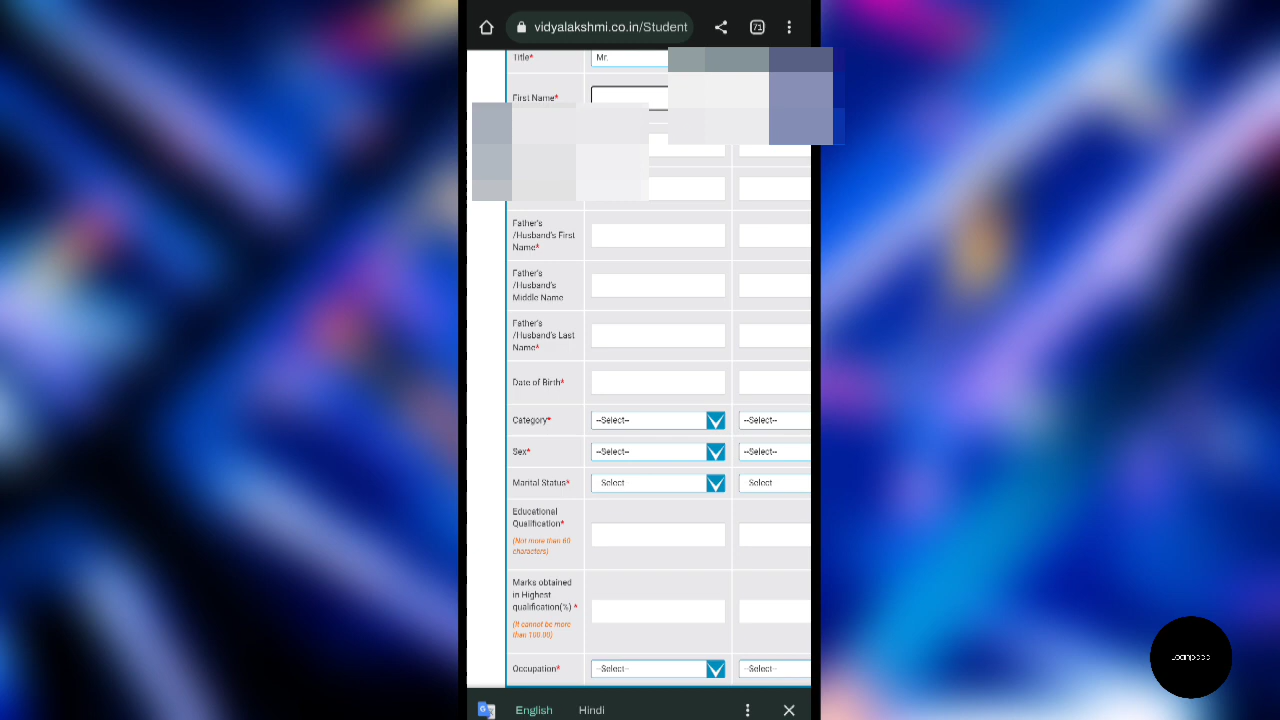 vidyalakshmi.co.in/Student
71
Title*
Mr.
First Name*
Father's
/Husband's First
Name*
Father's
/Husband's
Middle Name
Father's
/Husband's Last
Name*
Date of Birth*
Category*
--Select--
--Select--
Sex*
--Select--
--Select--
Marital Status*
Select
Select
Educational
Qualification*
(Not more than 60
characters)
Marks obtained
in Highest
qualification(%) *
(It cannot be more
than 100.00)
Occupation*
--Select--
--Select--
English
Hindi